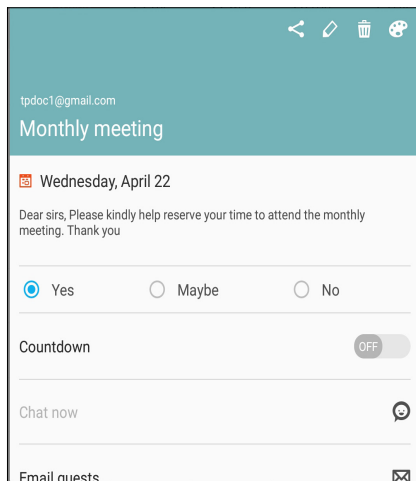 tpdoc1@gmail.com
Monthly meeting
Wednesday, April 22
Dear sirs, Please kindly help reserve your time to attend the monthly
meeting. Thank you
Yes Maybe No
Countdown OFF
Chat now
Email guests